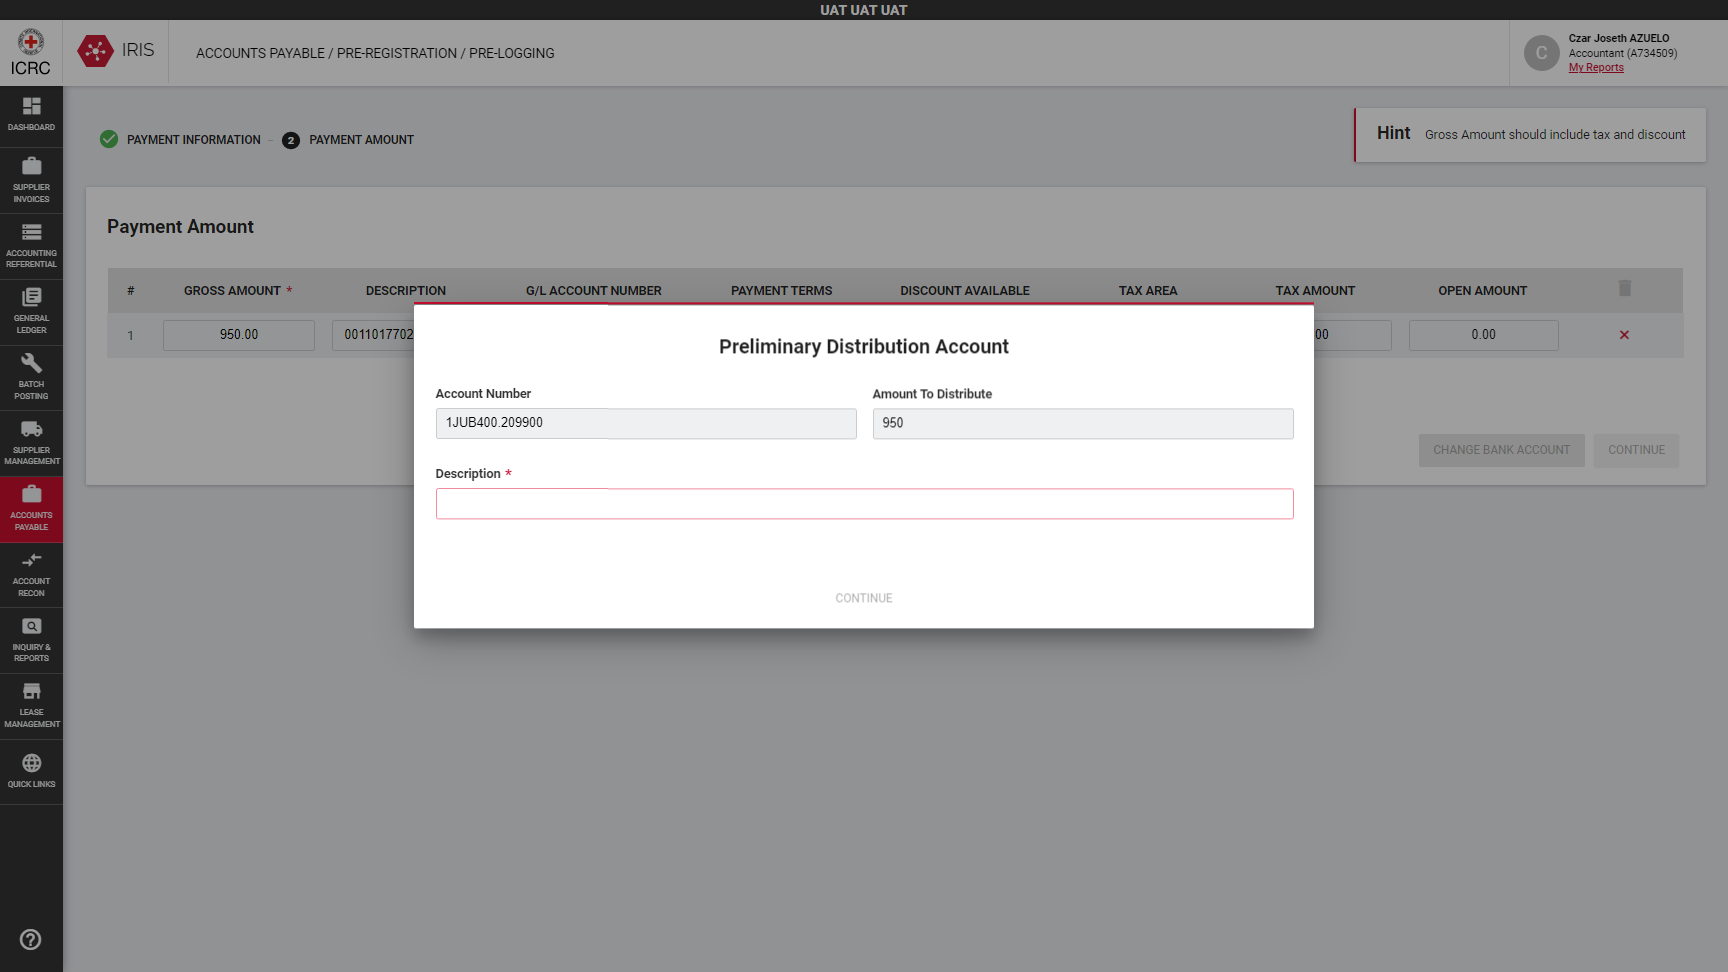 UAT UAT UAT
ICRC
IRIS
ACCOUNTS PAYABLE / PRE-REGISTRATION / PRE-LOGGING
C
Czar Joseth AZUELO
Accountant (A734509)
My Reports
DASHBOARD
SUPPLIER
INVOICES
ACCOUNTING
REFERENTIAL
GENERAL
LEDGER
BATCH
POSTING
SUPPLIER
MANAGEMENT
ACCOUNTS
PAYABLE
ACCOUNT
RECON
INQUIRY &
REPORTS
LEASE
MANAGEMENT
QUICK LINKS
PAYMENT INFORMATION - 2 PAYMENT AMOUNT
Hint Gross Amount should include tax and discount
Payment Amount
# GROSS AMOUNT * DESCRIPTION G/L ACCOUNT NUMBER PAYMENT TERMS DISCOUNT AVAILABLE TAX AREA TAX AMOUNT OPEN AMOUNT
1 950.00 0011017702 00 0.00
CHANGE BANK ACCOUNT CONTINUE
Preliminary Distribution Account
Account Number Amount To Distribute
1JUB400.209900 950
Description *
CONTINUE